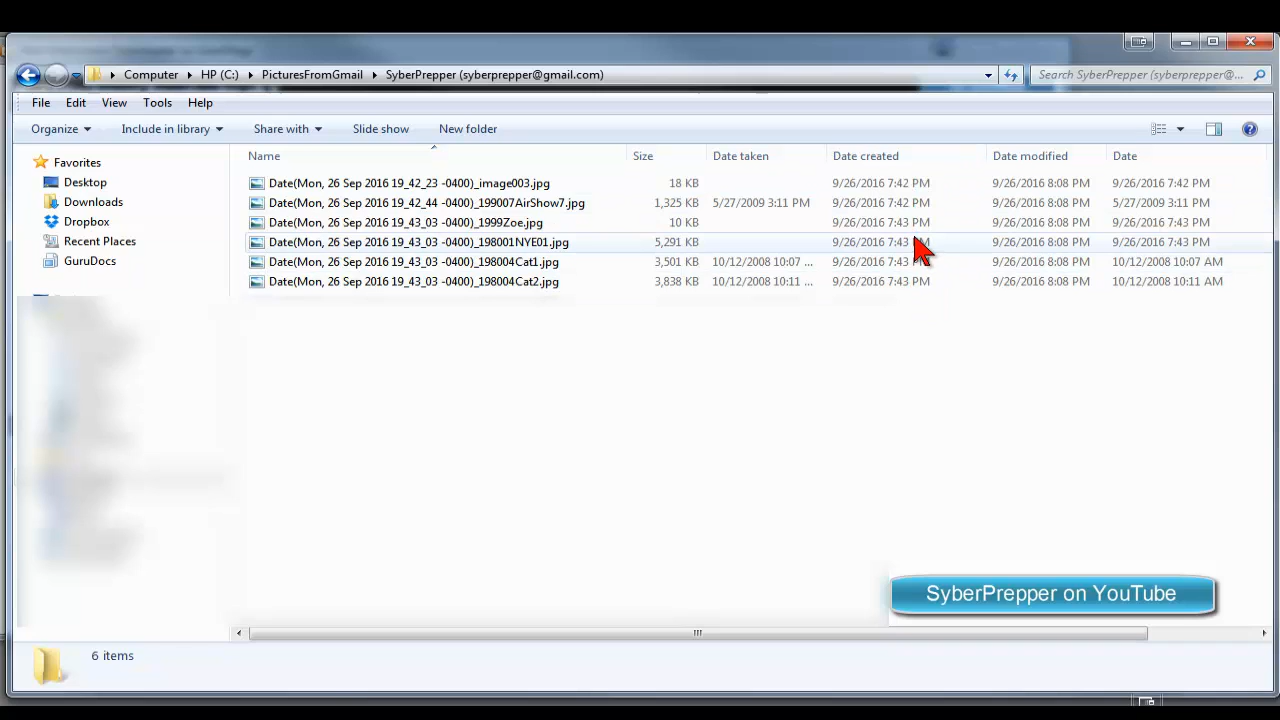 Computer HP (C:) PicturesFromGmail SyberPrepper (syberprepper@gmail.com) Search SyberPrepper (syberprepper@...
File Edit View Tools Help
Organize Include in library Share with Slide show New folder
Favorites
Desktop
Downloads
Dropbox
Recent Places
GuruDocs
Name Size Date taken Date created Date modified Date
Date(Mon, 26 Sep 2016 19_42_23 -0400)_image003.jpg 18 KB 9/26/2016 7:42 PM 9/26/2016 8:08 PM 9/26/2016 7:42 PM
Date(Mon, 26 Sep 2016 19_42_44 -0400)_199007AirShow7.jpg 1,325 KB 5/27/2009 3:11 PM 9/26/2016 7:42 PM 9/26/2016 8:08 PM 5/27/2009 3:11 PM
Date(Mon, 26 Sep 2016 19_43_03 -0400)_1999Zoe.jpg 10 KB 9/26/2016 7:43 PM 9/26/2016 8:08 PM 9/26/2016 7:43 PM
Date(Mon, 26 Sep 2016 19_43_03 -0400)_198001NYE01.jpg 5,291 KB 9/26/2016 7:43 PM 9/26/2016 8:08 PM 9/26/2016 7:43 PM
Date(Mon, 26 Sep 2016 19_43_03 -0400)_198004Cat1.jpg 3,501 KB 10/12/2008 10:07 ... 9/26/2016 7:43 PM 9/26/2016 8:08 PM 10/12/2008 10:07 AM
Date(Mon, 26 Sep 2016 19_43_03 -0400)_198004Cat2.jpg 3,838 KB 10/12/2008 10:11 ... 9/26/2016 7:43 PM 9/26/2016 8:08 PM 10/12/2008 10:11 AM
SyberPrepper on YouTube
6 items